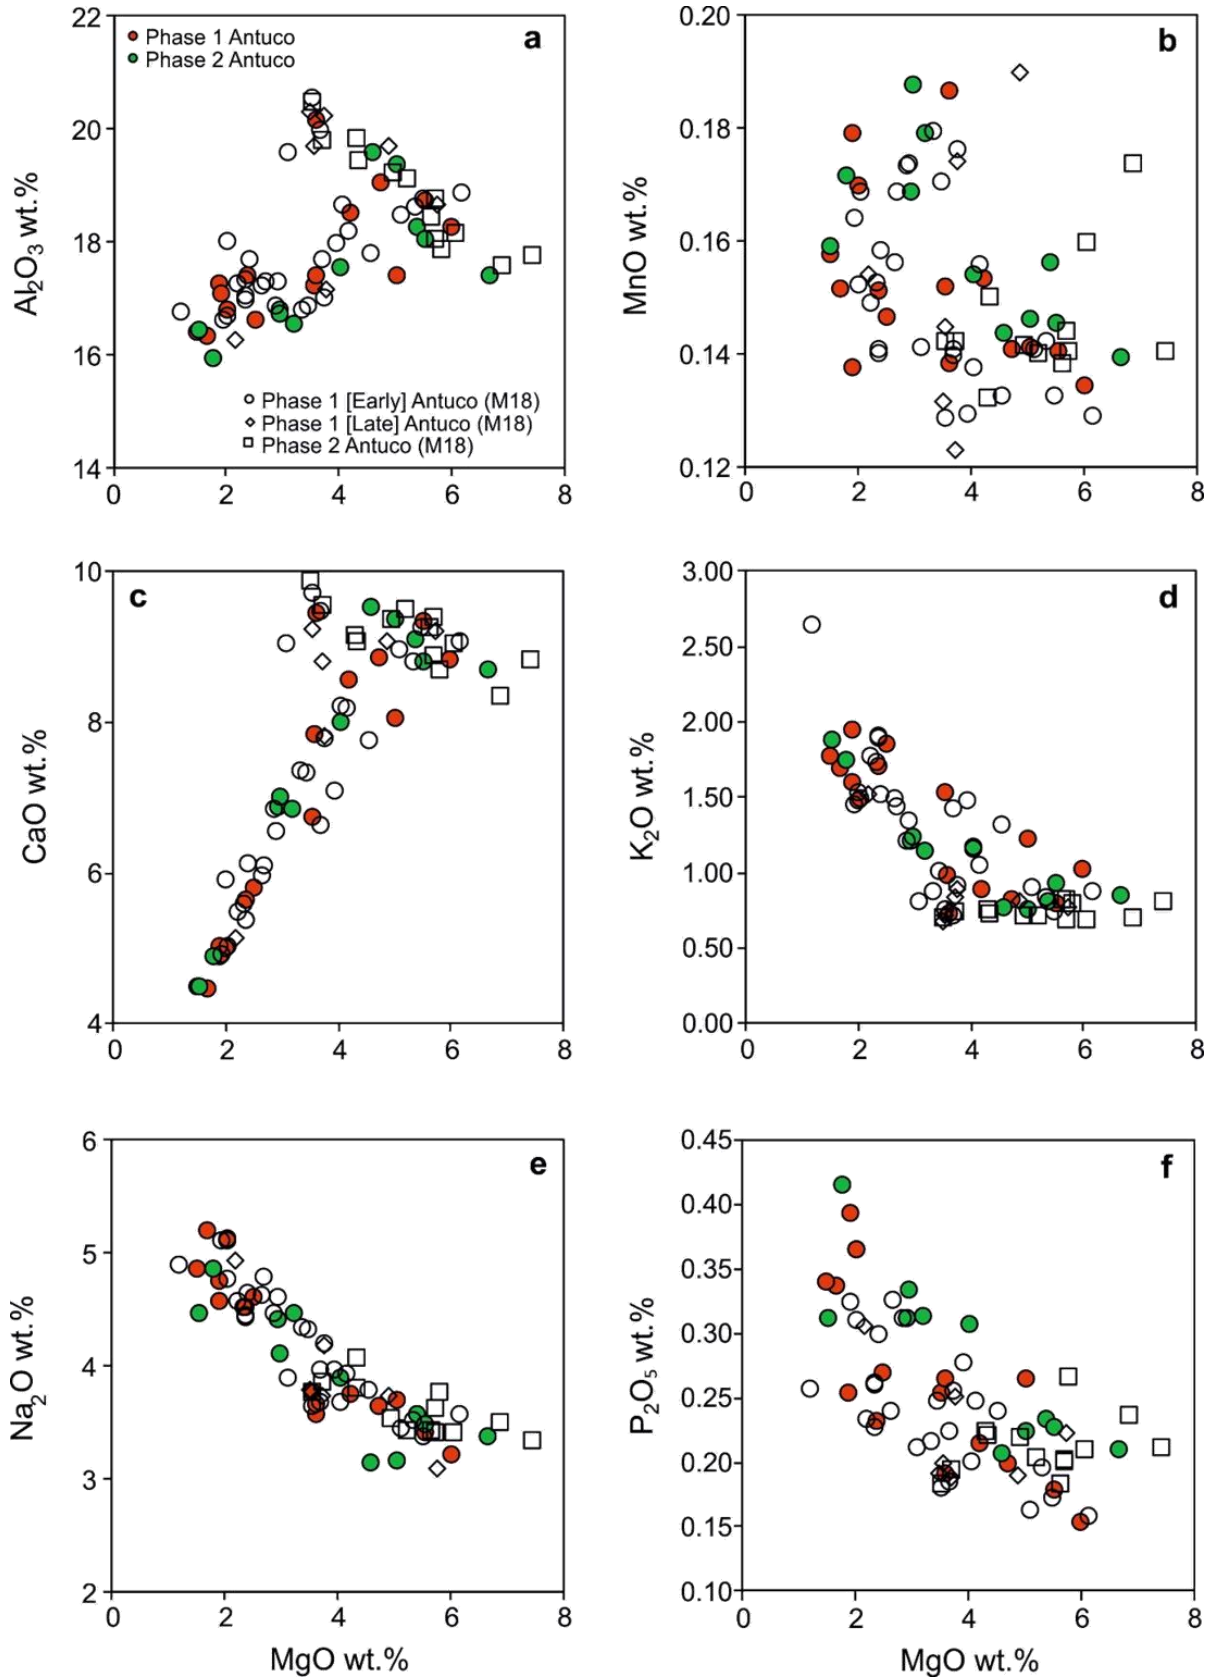 22
20
18
16
14
Al2O3 wt.%
Phase 1 Antuco
Phase 2 Antuco
a
Phase 1 [Early] Antuco (M18)
Phase 1 [Late] Antuco (M18)
Phase 2 Antuco (M18)
0 2 4 6 8
0.20
0.18
0.16
0.14
0.12
MnO wt.%
b
0 2 4 6 8
10
8
6
4
CaO wt.%
c
0 2 4 6 8
3.00
2.50
2.00
1.50
1.00
0.50
0.00
K2O wt.%
d
0 2 4 6 8
6
5
4
3
2
Na2O wt.%
e
0 2 4 6 8
MgO wt.%
0.45
0.40
0.35
0.30
0.25
0.20
0.15
0.10
P2O5 wt.%
f
0 2 4 6 8
MgO wt.%